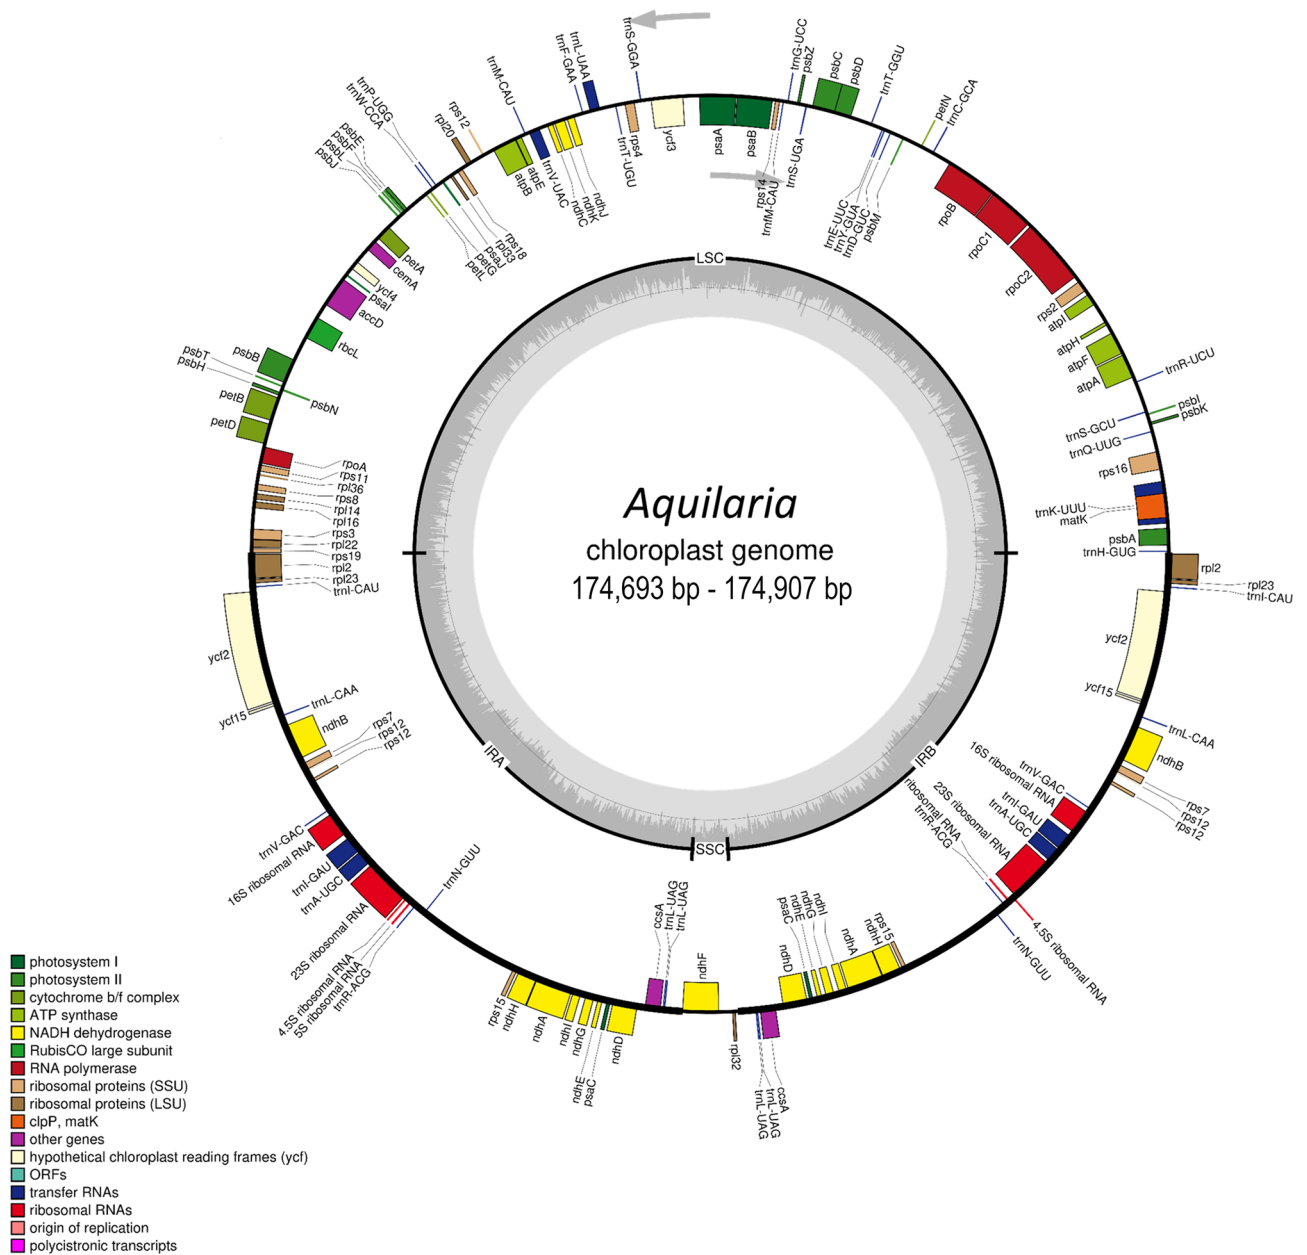 trnS-GGA
trnL-UAA
trnF-GAA
trnM-CAU
trnP-UGG
trnW-CCA
rps12
rpl20
psbE
psbF
psbL
psbJ
trnG-UCC
psbZ
psbC
psbD
trnT-GGU
petN
trnC-GCA
rps4
trnT-UGU
ycf3
psaA
psaB
rps14
trnfM-CAU
trnS-UGA
trnE-UUC
trnY-GUA
trnD-GUC
psbM
rpoB
rpoC1
rpoC2
rps2
atpI
atpH
atpF
atpA
trnR-UCU
psbI
psbK
trnS-GCU
trnQ-UUG
rps16
trnK-UUU
matK
psbA
trnH-GUG
ndhJ
ndhK
ndhC
trnV-UAC
atpE
atpB
rps18
rpl33
psaJ
petG
petL
petA
cemA
ycf4
psaI
accD
rbcL
psbB
psbT
psbH
psbN
petB
petD
rpoA
rps11
rpl36
rps8
rpl14
rpl16
rps3
rpl22
rps19
rpl2
rpl23
trnI-CAU
LSC
Aquilaria
chloroplast genome
174,693 bp - 174,907 bp
IRA
IRB
SSC
rpl2
rpl23
trnI-CAU
ycf2
ycf15
trnL-CAA
ndhB
rps7
rps12
rps12
ycf2
ycf15
trnL-CAA
ndhB
rps7
rps12
rps12
trnV-GAC
16S ribosomal RNA
trnI-GAU
trnA-UGC
23S ribosomal RNA
ribosomal RNA
trnR-ACG
4.5S ribosomal RNA
trnN-GUU
trnV-GAC
16S ribosomal RNA
trnI-GAU
trnA-UGC
23S ribosomal RNA
4.5S ribosomal RNA
5S ribosomal RNA
trnR-ACG
trnN-GUU
ccsA
trnL-UAG
trnL-UAG
ndhF
psaC
ndhE
ndhG
ndhI
ndhD
ndhA
ndhH
rps15
rps15
ndhH
ndhA
ndhI
ndhG
ndhE
psaC
ndhD
rpl32
trnL-UAG
trnL-UAG
ccsA
photosystem I
photosystem II
cytochrome b/f complex
ATP synthase
NADH dehydrogenase
RubisCO large subunit
RNA polymerase
ribosomal proteins (SSU)
ribosomal proteins (LSU)
clpP, matK
other genes
hypothetical chloroplast reading frames (ycf)
ORFs
transfer RNAs
ribosomal RNAs
origin of replication
polycistronic transcripts